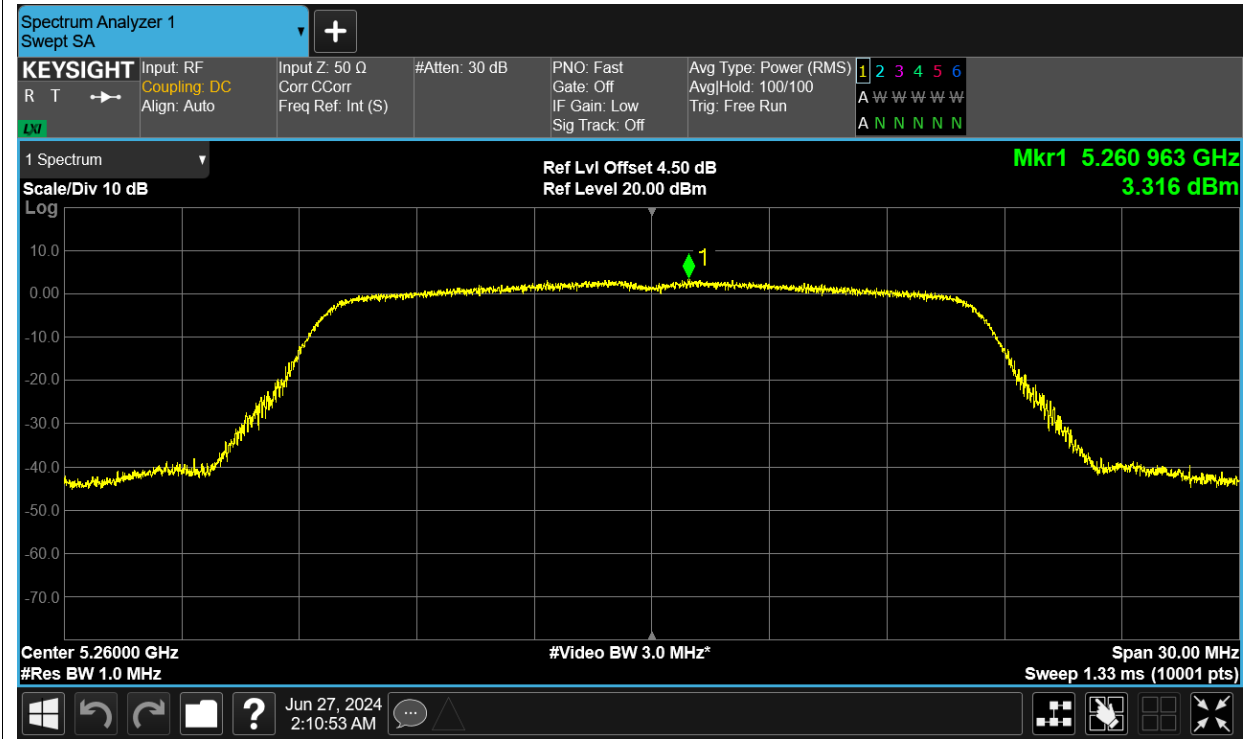 Spectrum Analyzer 1
Swept SA
KEYSIGHT
R T
LXI
Input: RF
Coupling: DC
Align: Auto
Input Z: 50 Ω
Corr CCorr
Freq Ref: Int (S)
#Atten: 30 dB
PNO: Fast
Gate: Off
IF Gain: Low
Sig Track: Off
Avg Type: Power (RMS)
Avg|Hold: 100/100
Trig: Free Run
1 2 3 4 5 6
A W W W W W
A N N N N N
1 Spectrum
Scale/Div 10 dB
Log
Ref Lvl Offset 4.50 dB
Ref Level 20.00 dBm
Mkr1 5.260 963 GHz
3.316 dBm
10.0
0.00
-10.0
-20.0
-30.0
-40.0
-50.0
-60.0
-70.0
1
Center 5.26000 GHz
#Res BW 1.0 MHz
#Video BW 3.0 MHz*
Span 30.00 MHz
Sweep 1.33 ms (10001 pts)
?
Jun 27, 2024
2:10:53 AM